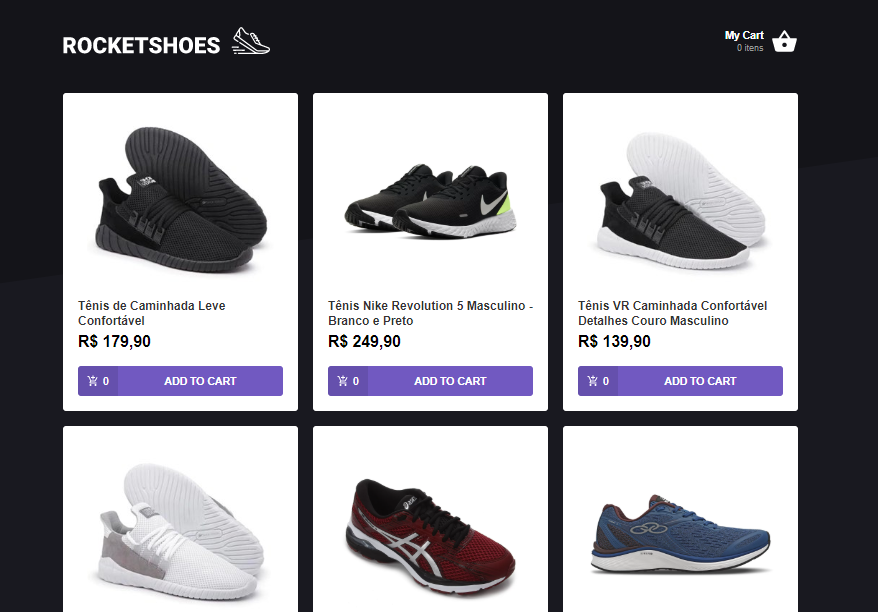 ROCKETSHOES
My Cart
0 itens
Tênis de Caminhada Leve
Confortável
R$ 179,90
0 ADD TO CART
Tênis Nike Revolution 5 Masculino -
Branco e Preto
R$ 249,90
0 ADD TO CART
Tênis VR Caminhada Confortável
Detalhes Couro Masculino
R$ 139,90
0 ADD TO CART